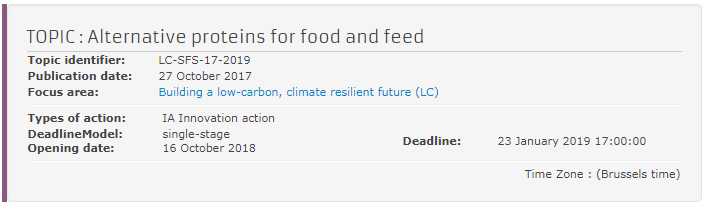 TOPIC : Alternative proteins for food and feed
Topic identifier: LC-SFS-17-2019
Publication date: 27 October 2017
Focus area: Building a low-carbon, climate resilient future (LC)
Types of action: IA Innovation action
DeadlineModel: single-stage
Opening date: 16 October 2018
Deadline: 23 January 2019 17:00:00
Time Zone : (Brussels time)